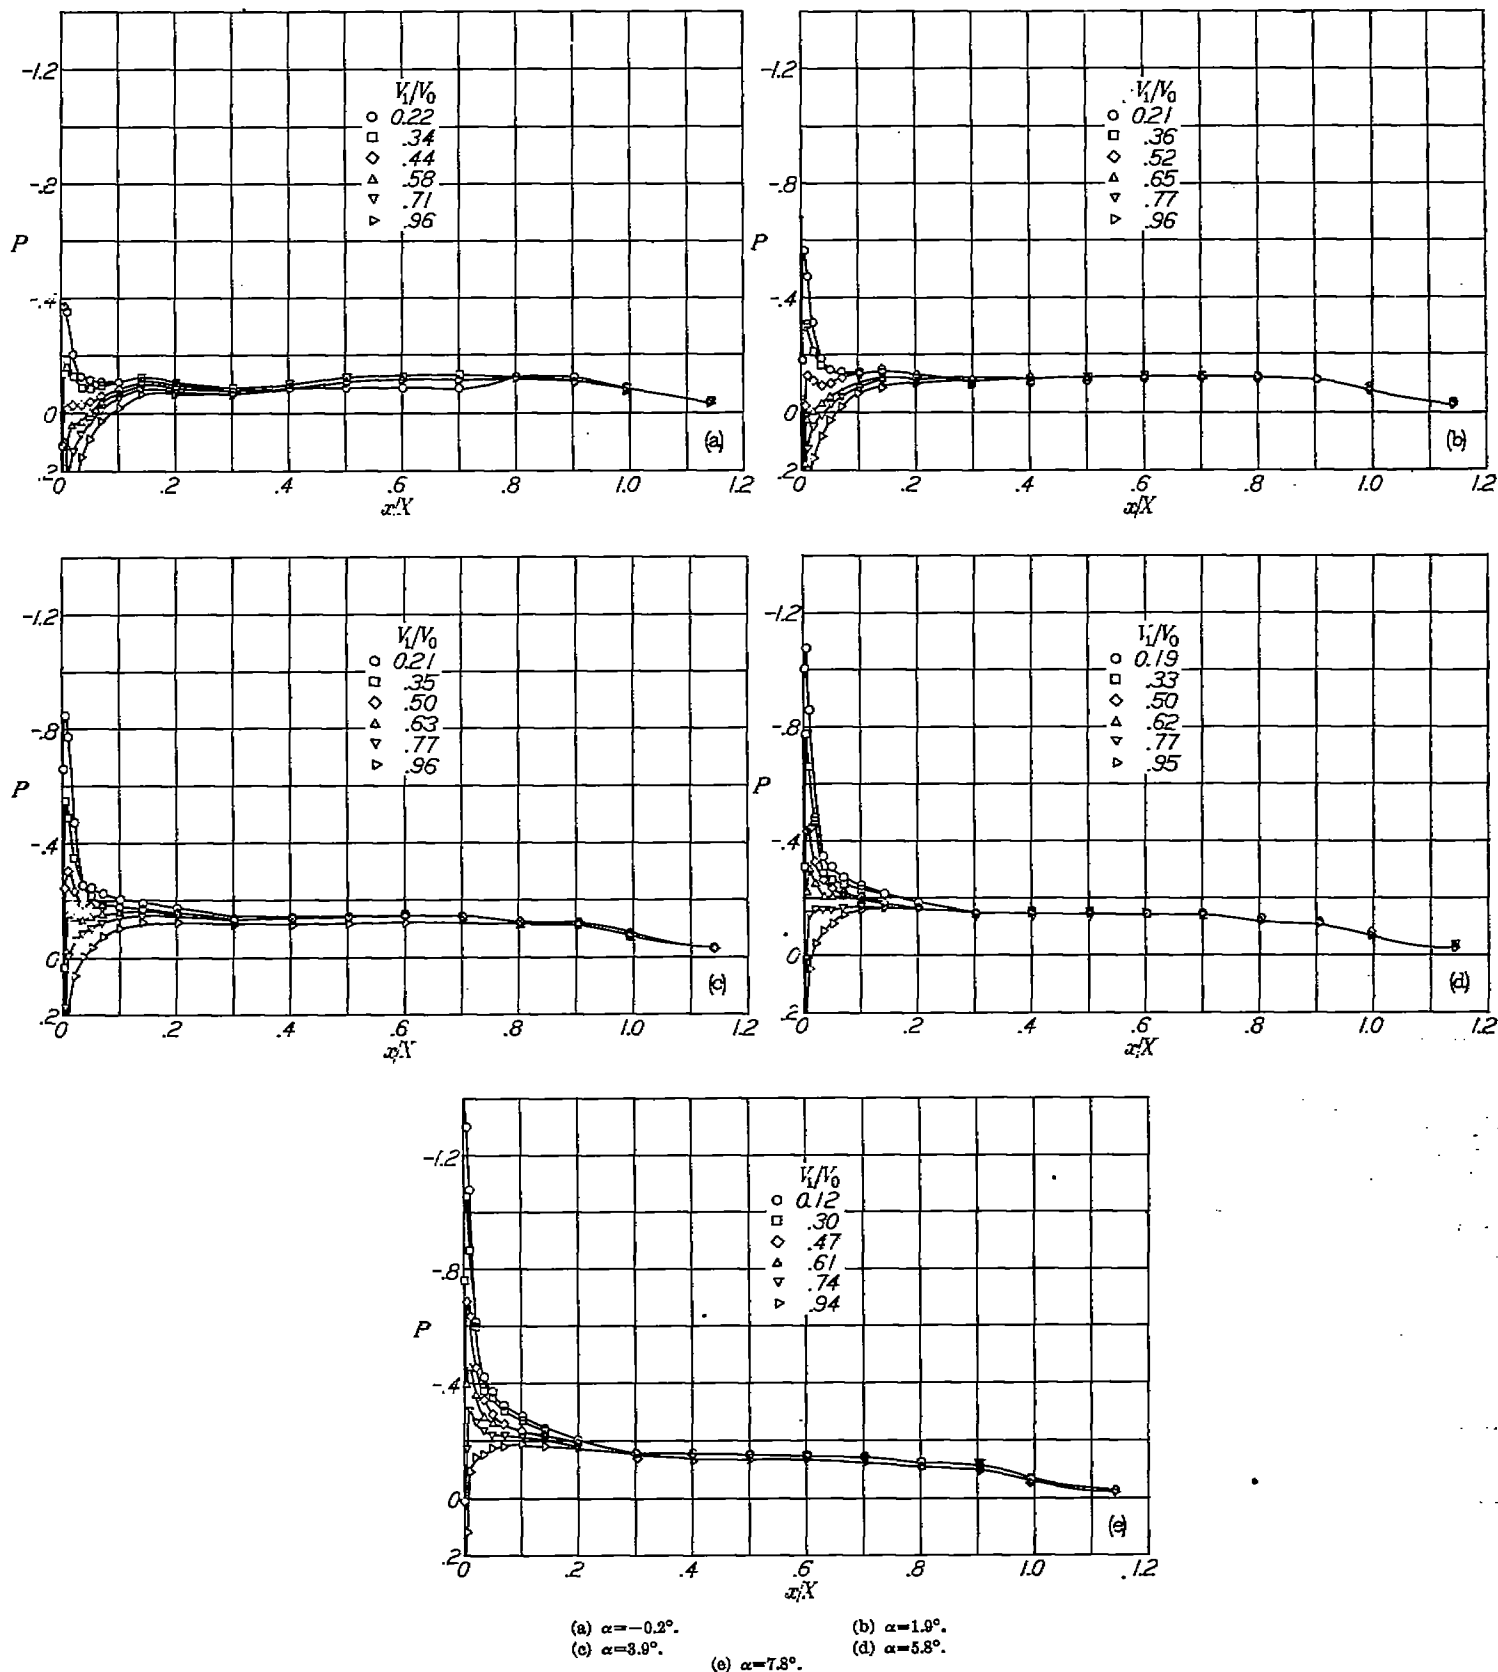 -1.2
-.8
P
-.4
0
.2
V1/V0
0.22
.34
.44
.58
.71
.96
(a)
0 .2 .4 .6 .8 1.0 1.2
x/X
-1.2
-.8
P
-.4
0
.2
V1/V0
0.21
.36
.52
.65
.77
.96
(b)
0 .2 .4 .6 .8 1.0 1.2
x/X
-1.2
-.8
P
-.4
0
.2
V1/V0
0.21
.35
.50
.63
.77
.96
(c)
0 .2 .4 .6 .8 1.0 1.2
x/X
-1.2
-.8
P
-.4
0
.2
V1/V0
0.19
.33
.50
.62
.77
.95
(d)
0 .2 .4 .6 .8 1.0 1.2
x/X
-1.2
-.8
P
-.4
0
.2
V1/V0
0.12
.30
.47
.61
.74
.94
(e)
0 .2 .4 .6 .8 1.0 1.2
x/X
(a) α=−0.2°. (b) α=1.9°.
(c) α=3.9°. (d) α=5.8°.
(e) α=7.8°.